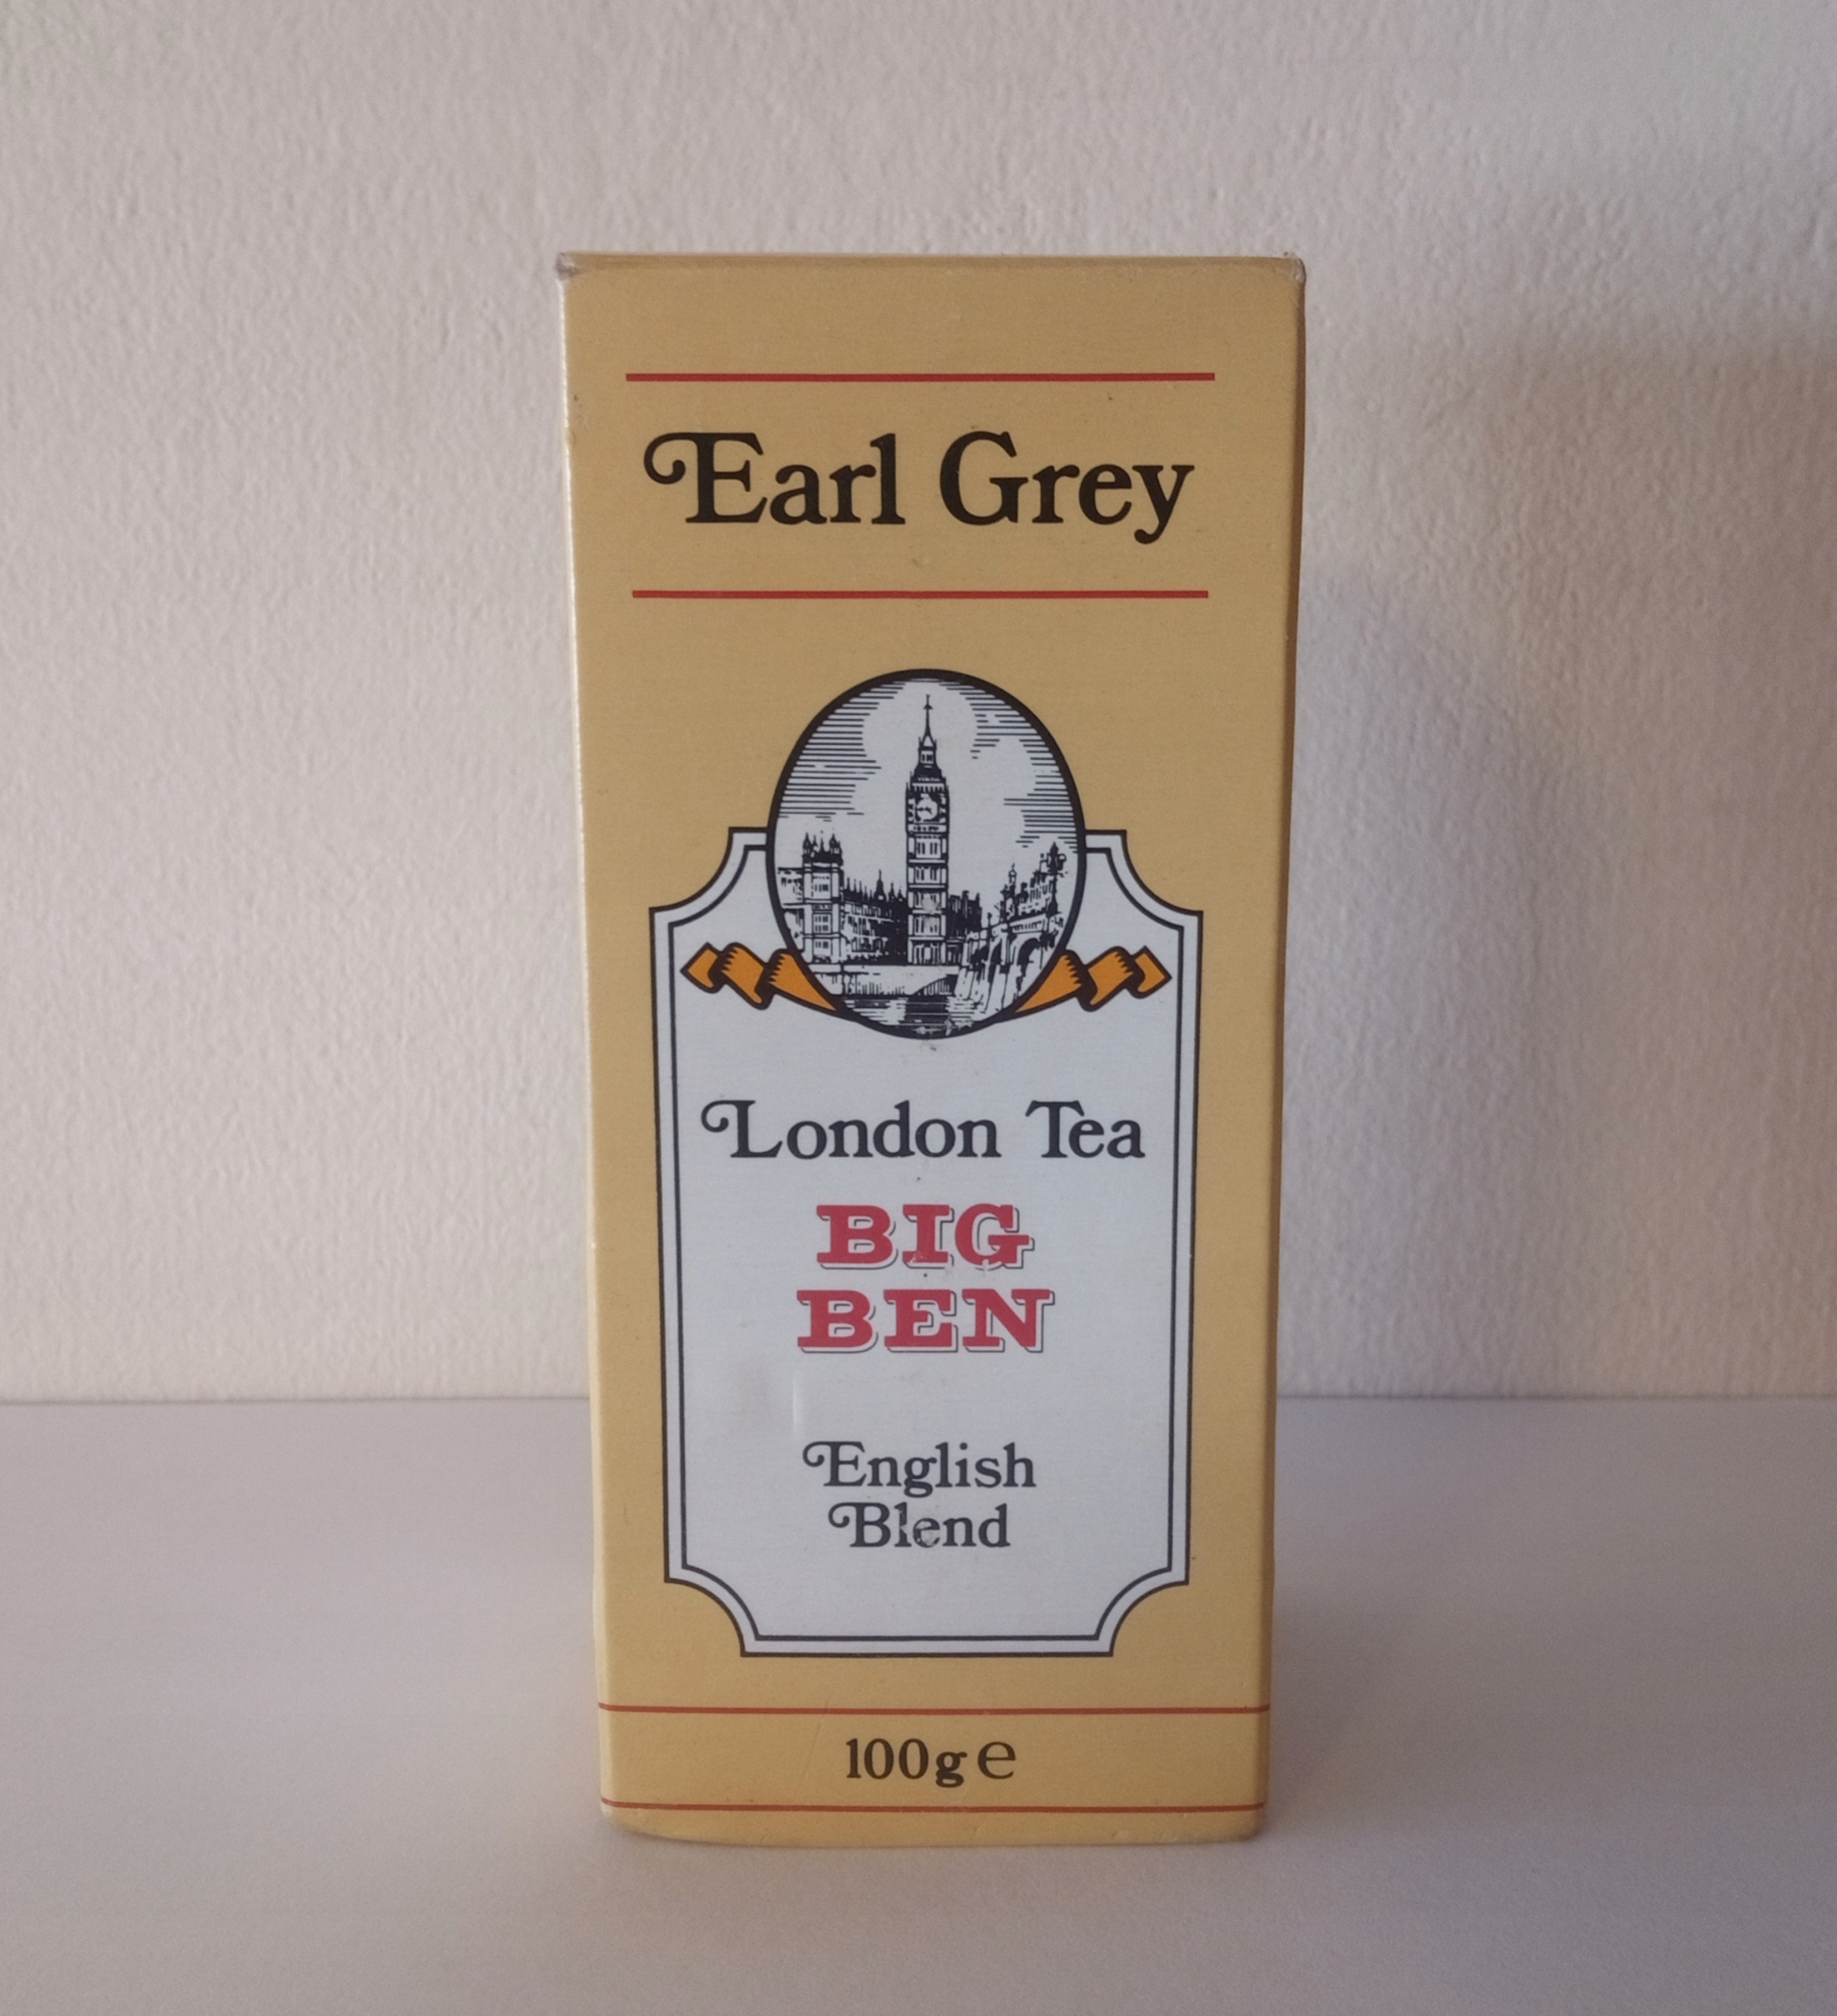 Earl Grey
London Tea
BIG
BEN
English
Blend
100g ℮